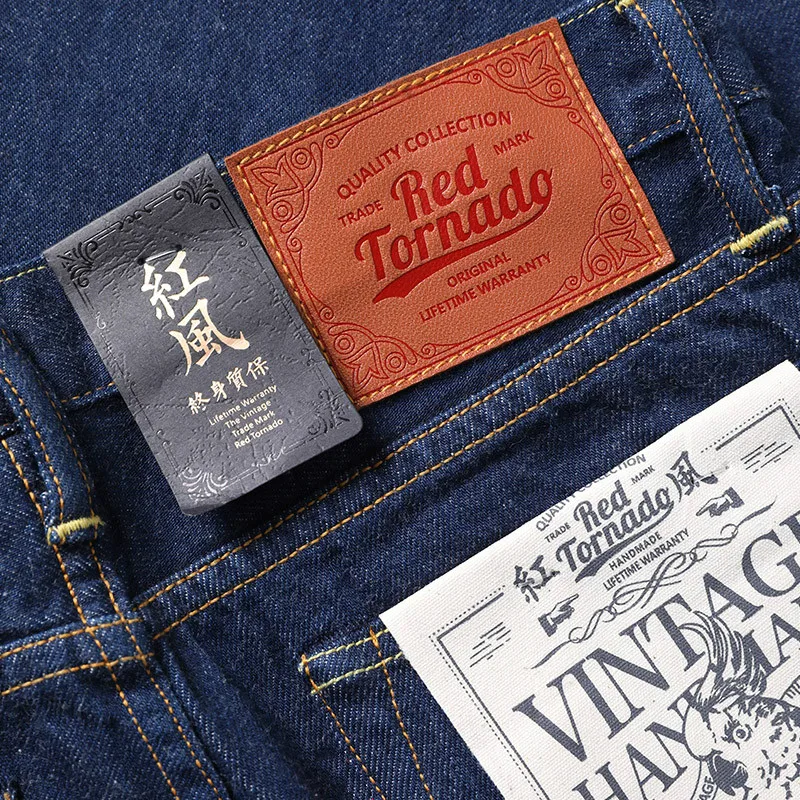 QUALITY COLLECTION
TRADE Red MARK
Tornado
ORIGINAL
LIFETIME WARRANTY
紅
風
終身質保
Lifetime Warranty
The Vintage
Trade Mark
Red Tornado
QUALITY COLLECTION
TRADE Red MARK
紅 Tornado 風
HANDMADE
LIFETIME WARRANTY
VINTAGE